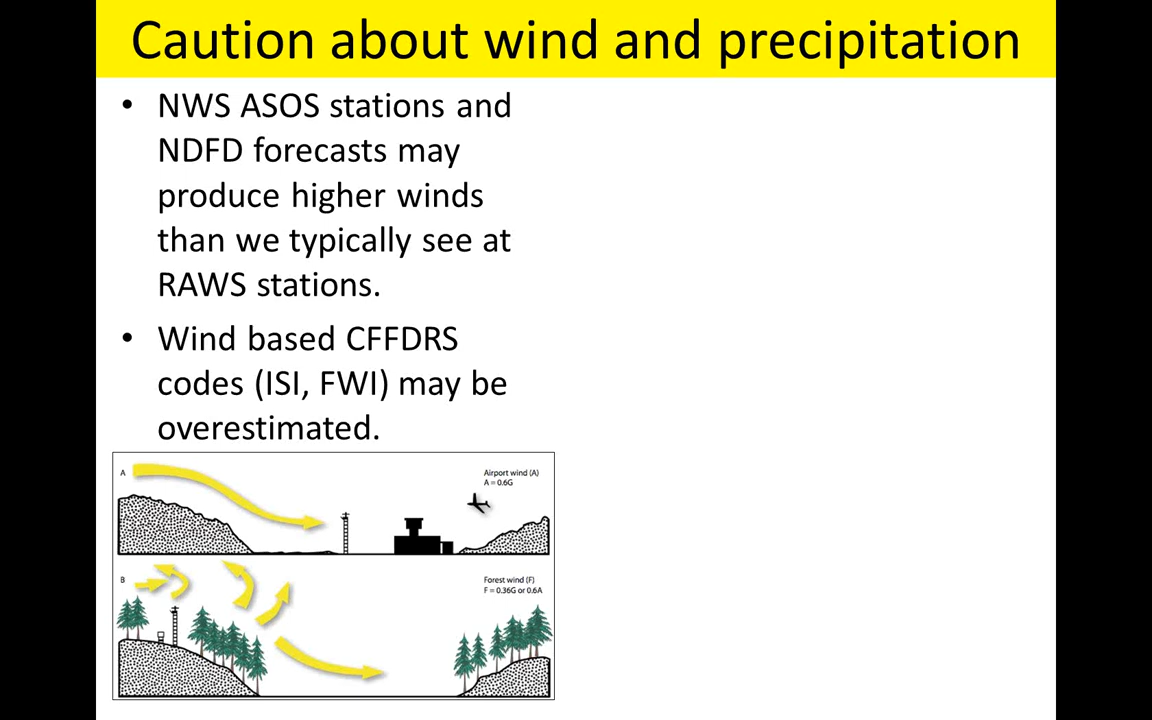 Caution about wind and precipitation
• NWS ASOS stations and
NDFD forecasts may
produce higher winds
than we typically see at
RAWS stations.
• Wind based CFFDRS
codes (ISI, FWI) may be
overestimated.
A
Airport wind (A)
A = 0.6G
B
Forest wind (F)
F = 0.36G or 0.6A